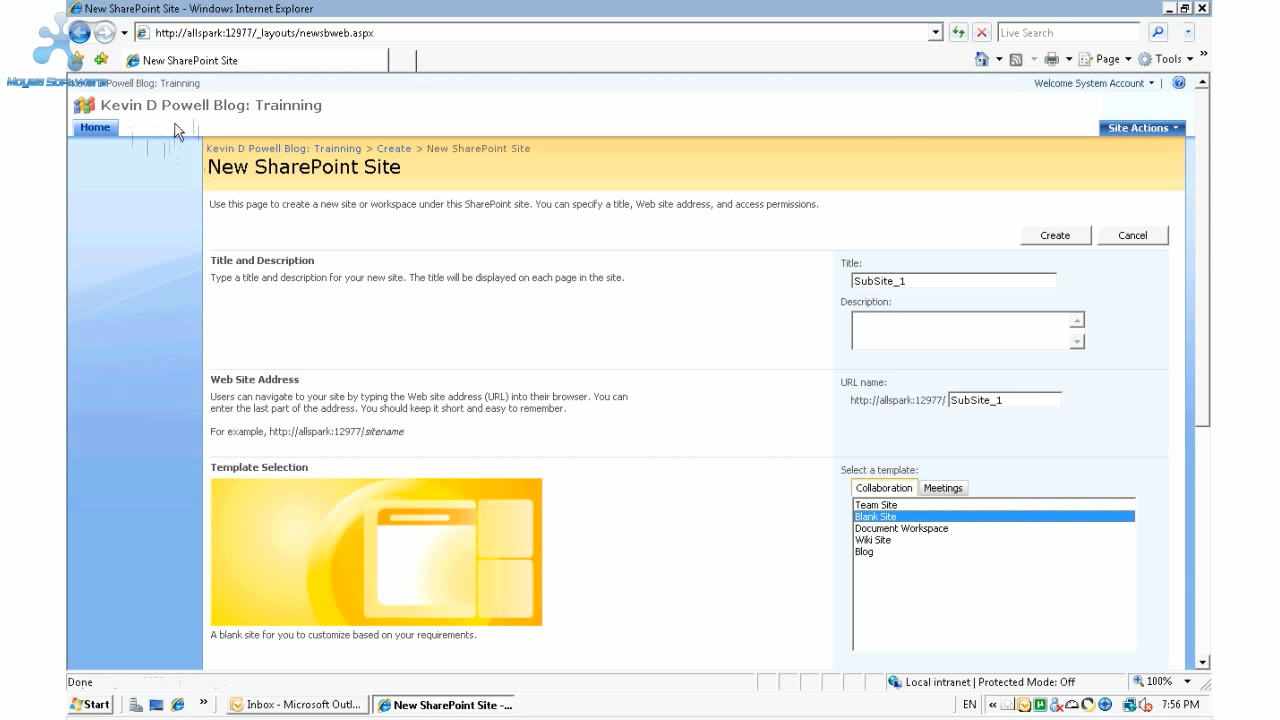 New SharePoint Site - Windows Internet Explorer
http://allspark:12977/_layouts/newsbweb.aspx
Live Search
New SharePoint Site
Page
Tools
Powell Blog: Trainning
Welcome System Account
Kevin D Powell Blog: Trainning
Home
Site Actions
Kevin D Powell Blog: Trainning > Create > New SharePoint Site
New SharePoint Site
Use this page to create a new site or workspace under this SharePoint site. You can specify a title, Web site address, and access permissions.
Create
Cancel
Title and Description
Type a title and description for your new site. The title will be displayed on each page in the site.
Title:
SubSite_1
Description:
Web Site Address
Users can navigate to your site by typing the Web site address (URL) into their browser. You can
enter the last part of the address. You should keep it short and easy to remember.
For example, http://allspark:12977/sitename
URL name:
http://allspark:12977/ SubSite_1
Template Selection
A blank site for you to customize based on your requirements.
Select a template:
Collaboration
Meetings
Team Site
Blank Site
Document Workspace
Wiki Site
Blog
Done
Local intranet | Protected Mode: Off
100%
Start
Inbox - Microsoft Outl...
New SharePoint Site -...
EN
7:56 PM